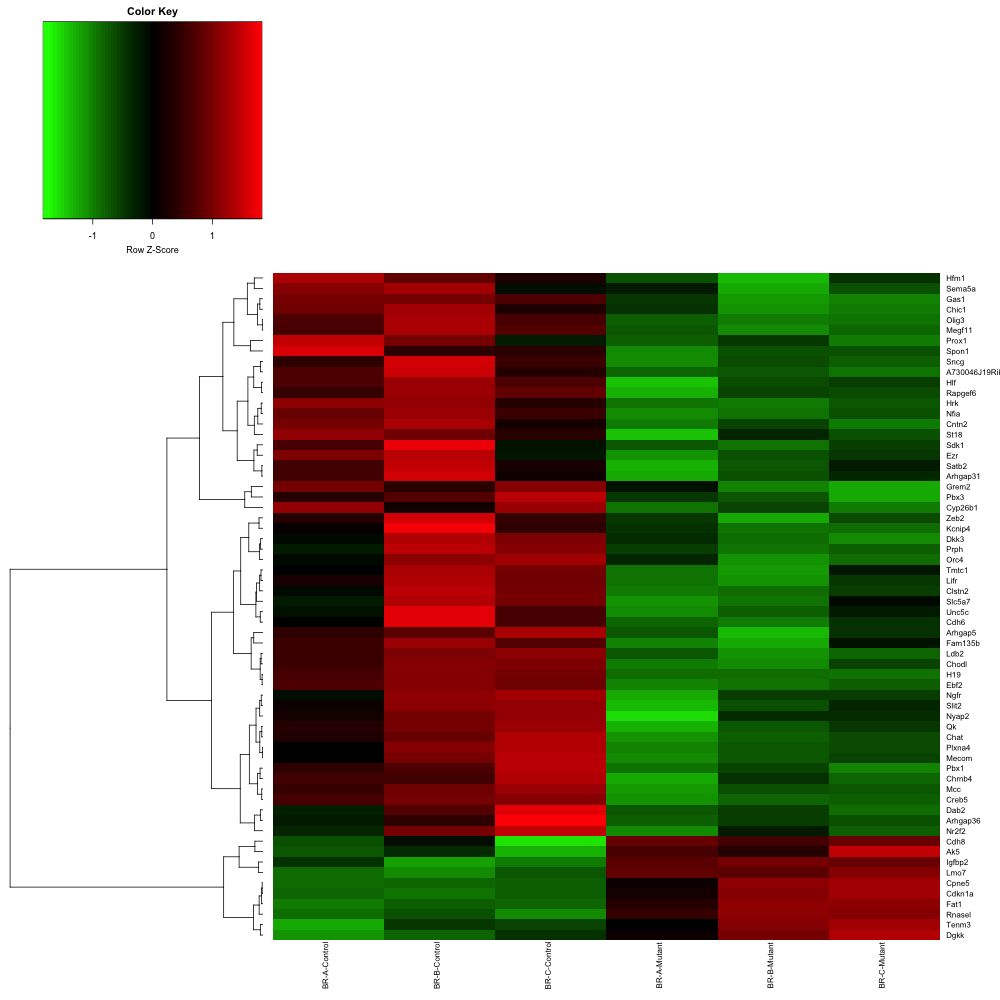 Color Key
-1 0 1
Row Z-Score
Hfm1
Sema5a
Gas1
Chic1
Olig3
Megf11
Prox1
Spon1
Sncg
A730046J19Ri
Hlf
Rapgef6
Hrk
Nfia
Cntn2
St18
Sdk1
Ezr
Satb2
Arhgap31
Grem2
Pbx3
Cyp26b1
Zeb2
Kcnip4
Dkk3
Prph
Orc4
Tmtc1
Lifr
Clstn2
Slc5a7
Unc5c
Cdh6
Arhgap5
Fam135b
Ldb2
Chodl
H19
Ebf2
Ngfr
Slit2
Nyap2
Qk
Chat
Plxna4
Mecom
Pbx1
Chrnb4
Mcc
Creb5
Dab2
Arhgap36
Nr2f2
Cdh8
Ak5
Igfbp2
Lmo7
Cpne5
Cdkn1a
Fat1
Rnasel
Tenm3
Dgkk
BR-A-Control
BR-B-Control
BR-C-Control
BR-A-Mutant
BR-B-Mutant
BR-C-Mutant